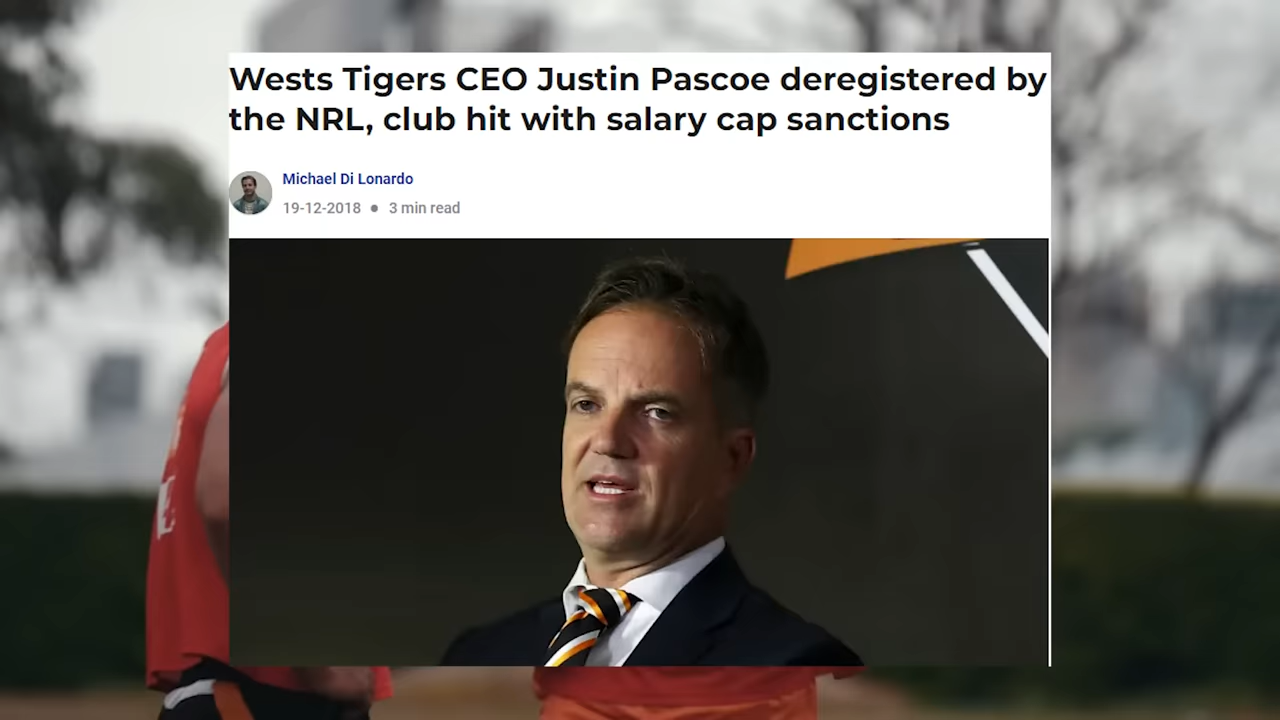 Wests Tigers CEO Justin Pascoe deregistered by
the NRL, club hit with salary cap sanctions
Michael Di Lonardo
19-12-2018 ● 3 min read